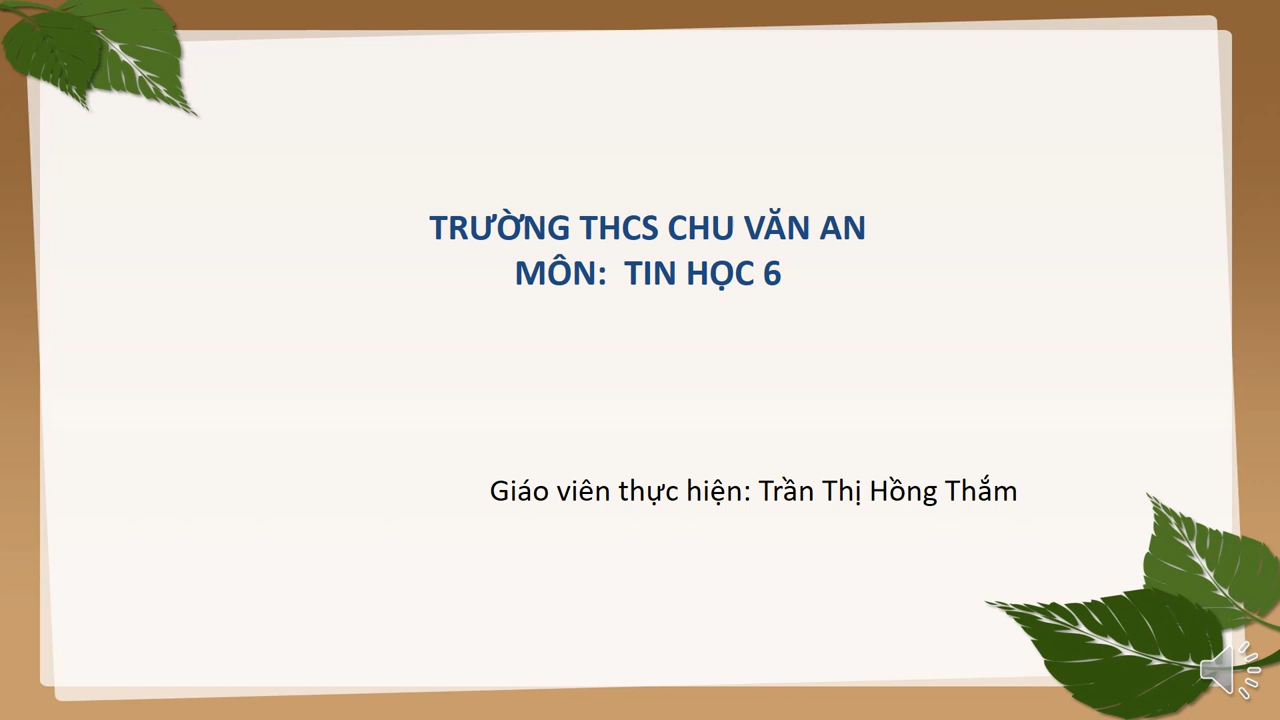 TRƯỜNG THCS CHU VĂN AN
MÔN:  TIN HỌC 6
Giáo viên thực hiện: Trần Thị Hồng Thắm